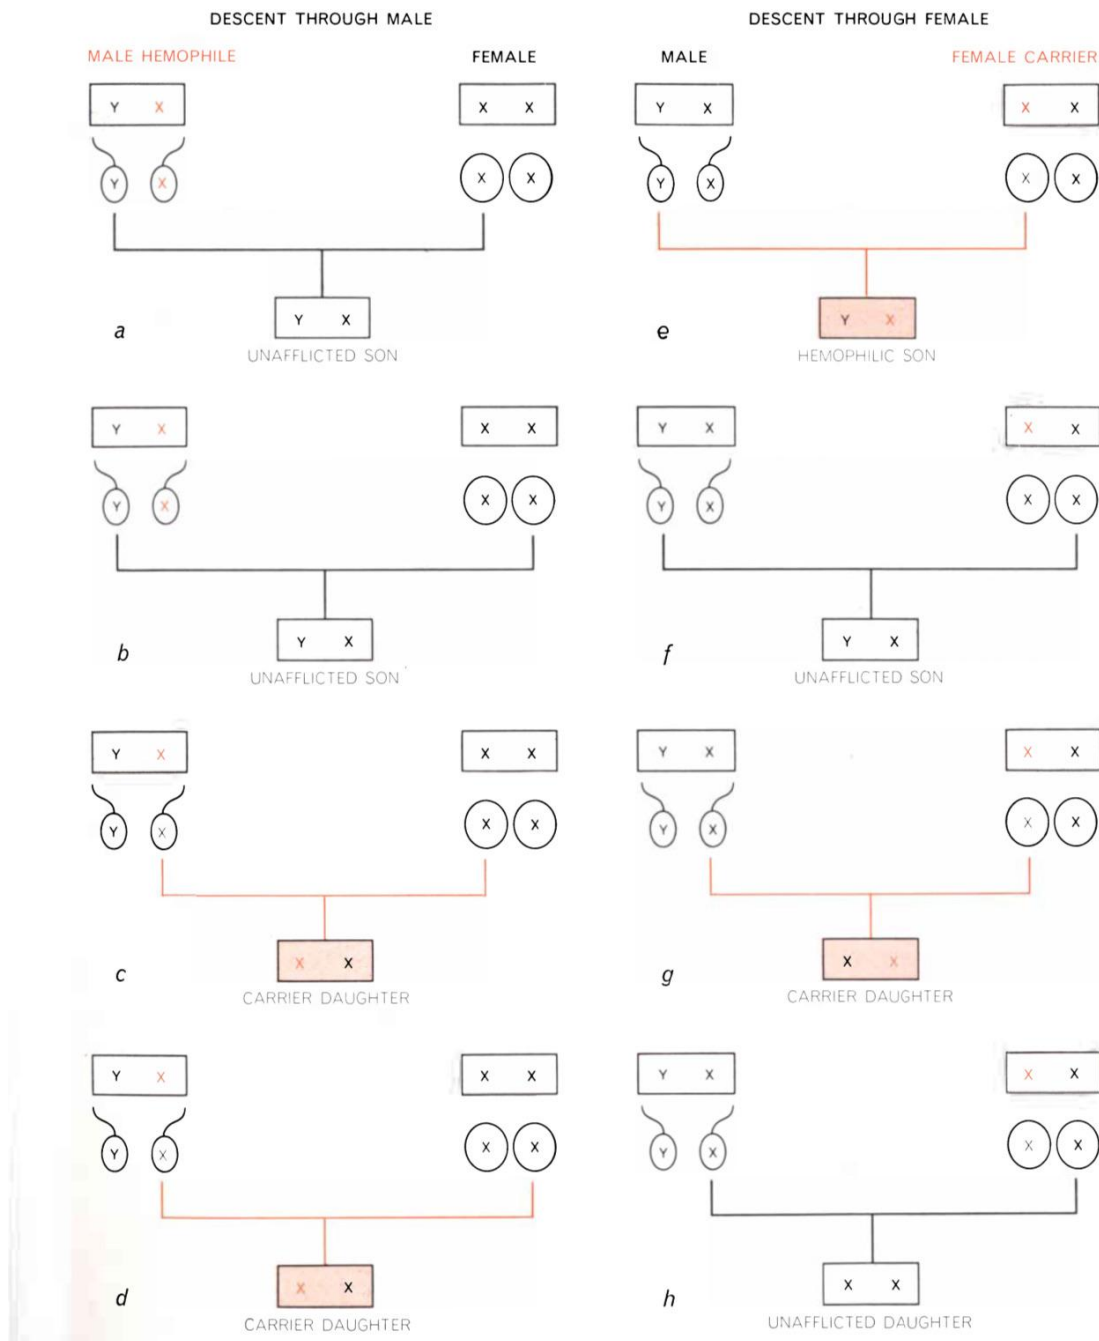 DESCENT THROUGH MALE
MALE HEMOPHILE FEMALE
Y X X X
Y X X X
Y X
a
UNAFFLICTED SON
Y X X X
Y X X X
Y X
b
UNAFFLICTED SON
Y X X X
Y X X X
X X
c
CARRIER DAUGHTER
Y X X X
Y X X X
X X
d
CARRIER DAUGHTER
DESCENT THROUGH FEMALE
MALE FEMALE CARRIER
Y X X X
Y X X X
Y X
e
HEMOPHILIC SON
Y X X X
Y X X X
Y X
f
UNAFFLICTED SON
Y X X X
Y X X X
X X
g
CARRIER DAUGHTER
Y X X X
Y X X X
X X
h
UNAFFLICTED DAUGHTER